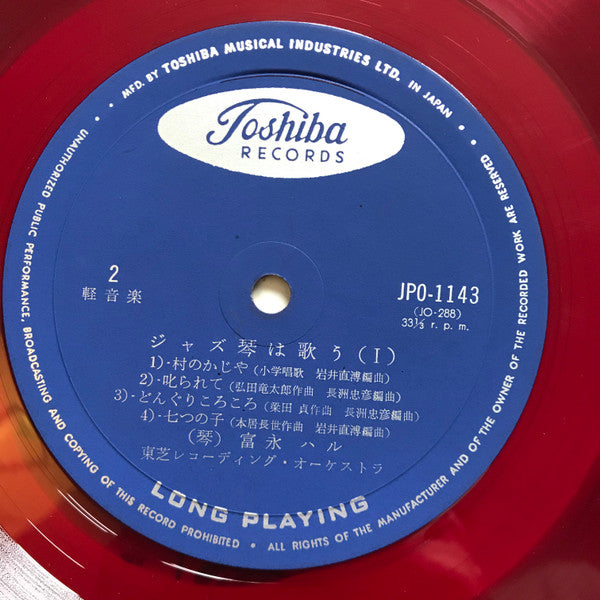 MFD. BY TOSHIBA MUSICAL INDUSTRIES LTD. IN JAPAN
Toshiba
RECORDS
2
軽音楽
JPO-1143
(JO-288)
33⅓ r. p. m.
ジャズ琴は歌う(I)
1)-村のかじや(小学唱歌 岩井直溥編曲)
2)-叱られて(弘田竜太郎作曲 長洲忠彦編曲)
3)-どんぐりころころ(梁田 貞作曲 長洲忠彦編曲)
4)-七つの子(本居長世作曲 岩井直溥編曲)
(琴) 富永 ハル
東芝レコーディング・オーケストラ
LONG PLAYING
UNAUTHORIZED PUBLIC PERFORMANCE, BROADCASTING AND COPYING OF THIS RECORD PROHIBITED • ALL RIGHTS OF THE MANUFACTURER AND OF THE OWNER OF THE RECORDED WORK ARE RESERVED